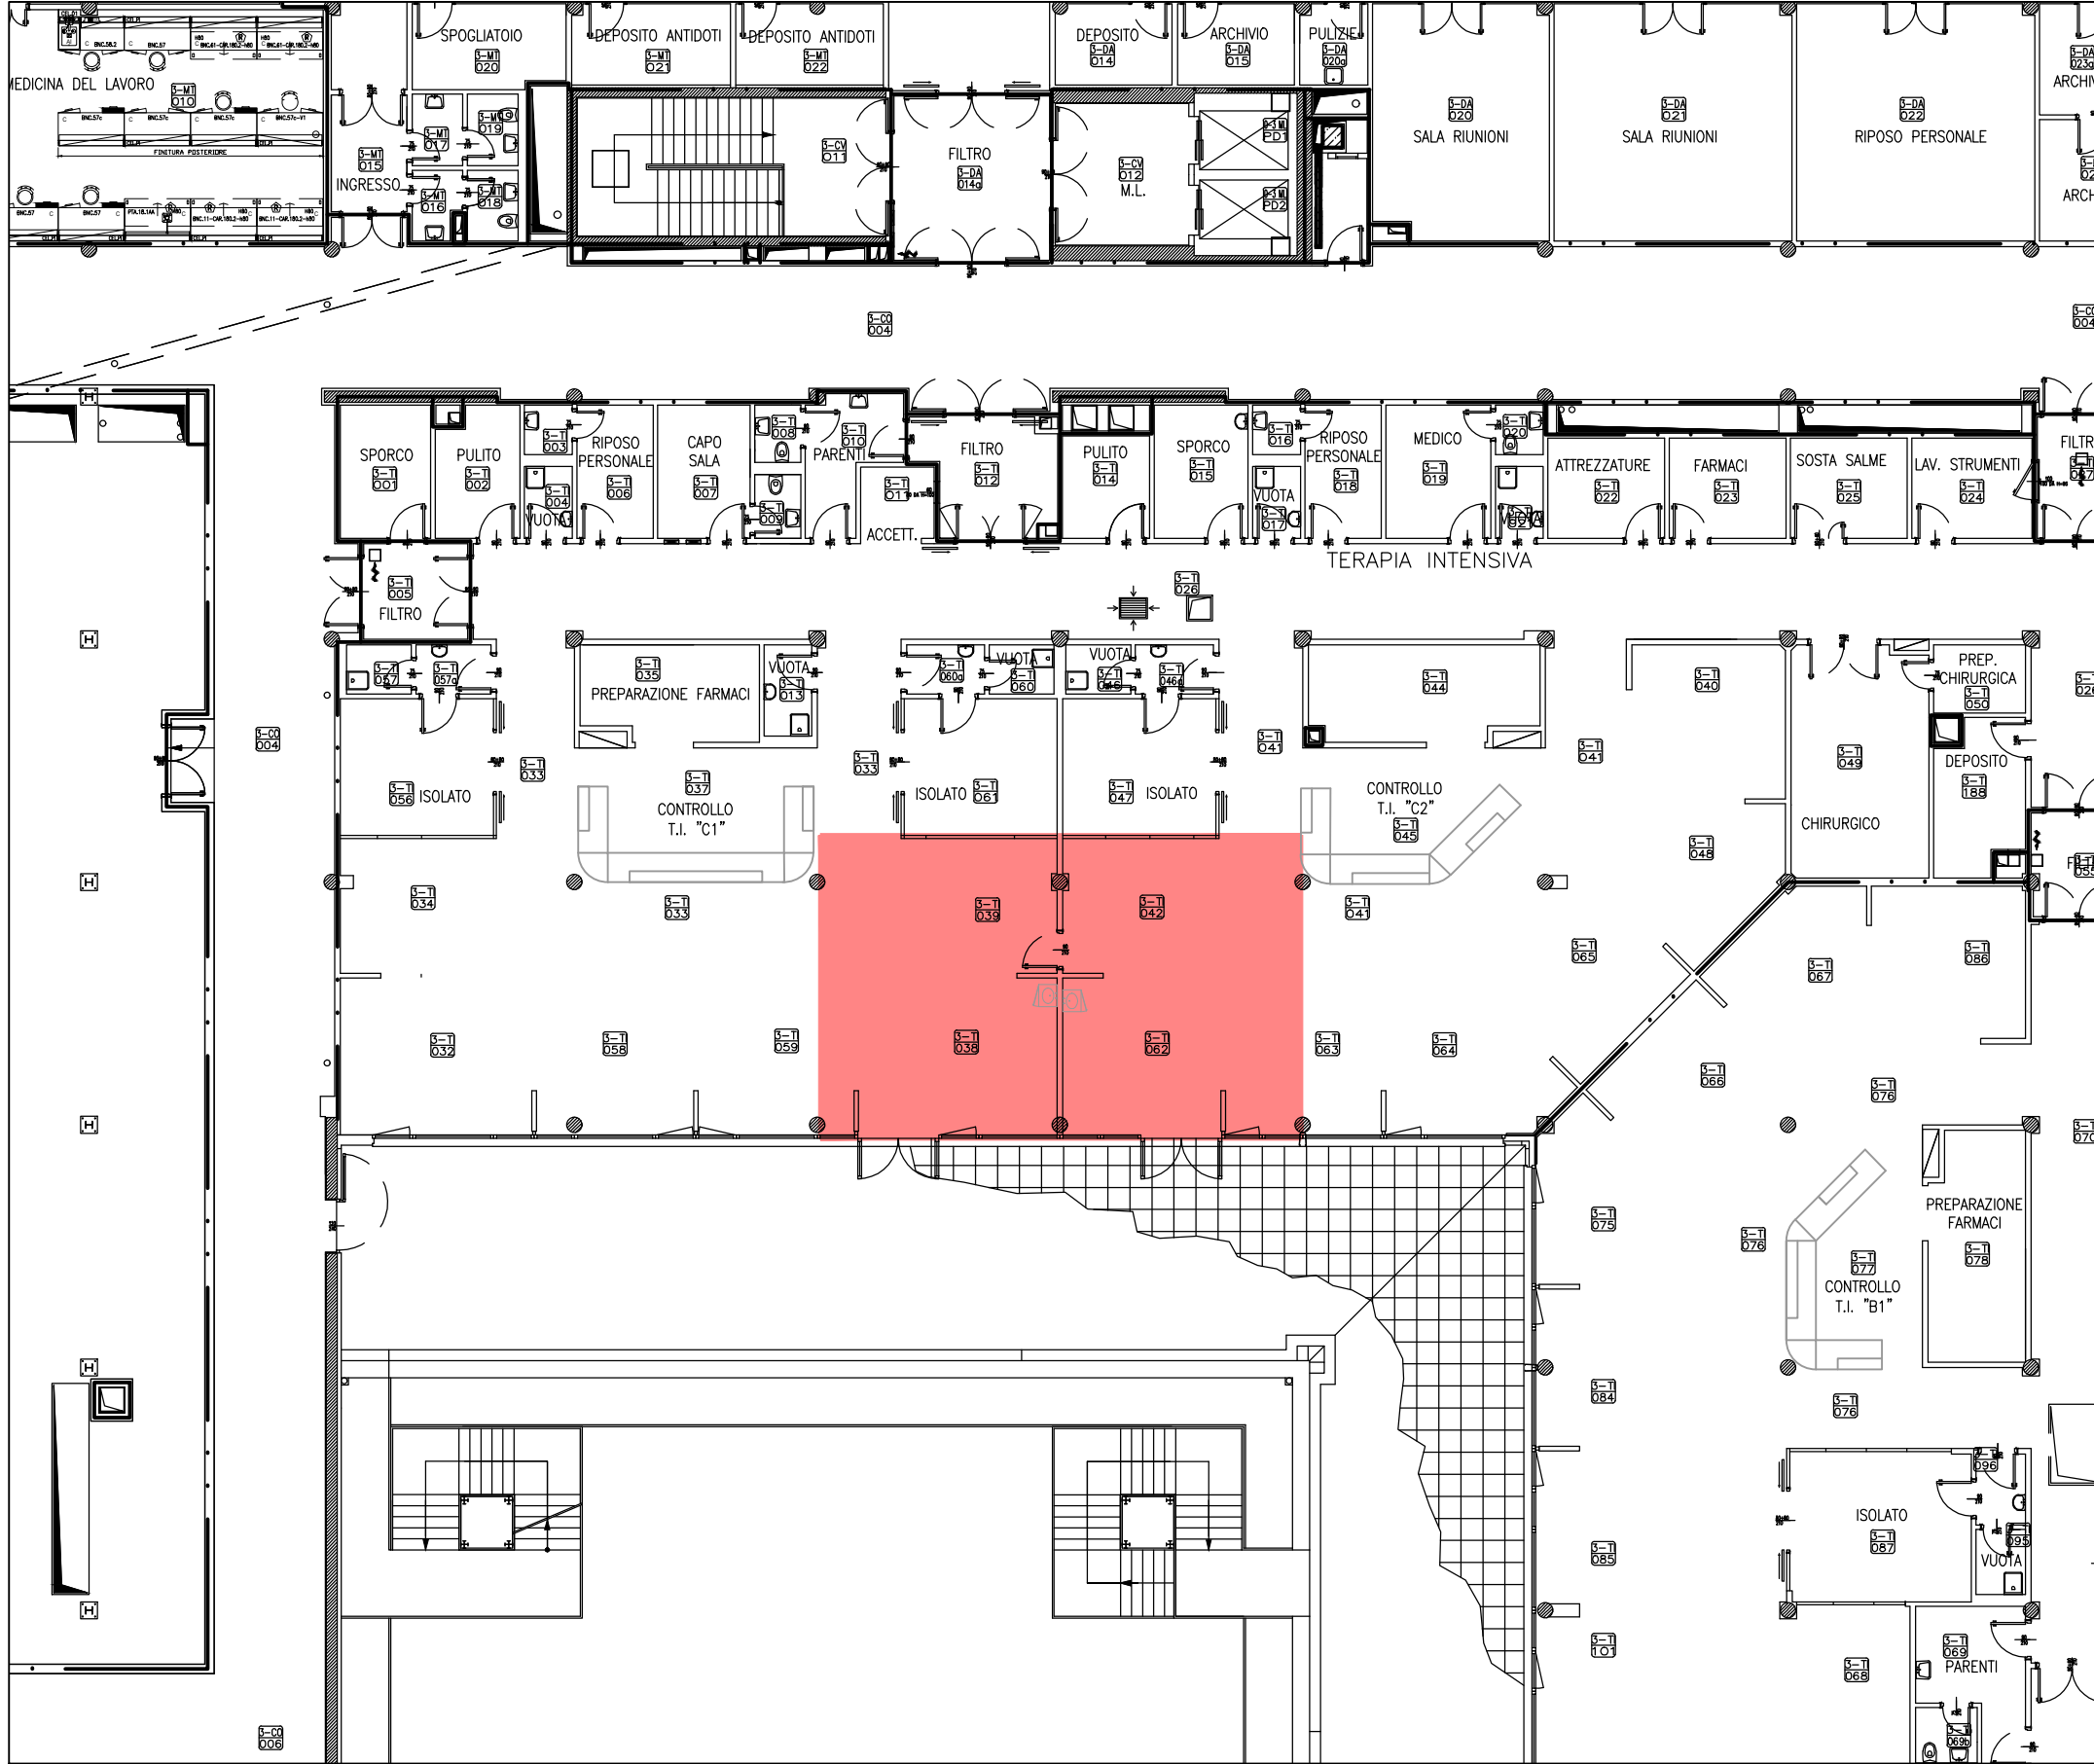 SPOGLIATOIO
3-MT
020
DEPOSITO ANTIDOTI
3-MT
021
DEPOSITO ANTIDOTI
3-MT
022
DEPOSITO
3-DA
014
ARCHIVIO
3-DA
015
PULIZIE
3-DA
020a
MEDICINA DEL LAVORO
3-MT
010
FINITURA POSTERIORE
3-MT
015
INGRESSO
3-MT
017
3-MT
019
3-MT
016
3-MT
018
3-CV
011
FILTRO
3-DA
014a
3-CV
012
M.L.
PD1
PD2
3-DA
020
SALA RIUNIONI
3-DA
021
SALA RIUNIONI
3-DA
022
RIPOSO PERSONALE
3-CO
004
SPORCO
3-TI
001
PULITO
3-TI
002
3-TI
003
3-TI
004
VUOTA
RIPOSO
PERSONALE
3-TI
006
CAPO
SALA
3-TI
007
3-TI
008
3-TI
009
3-TI
010
PARENTI
3-TI
011
ACCETT.
FILTRO
3-TI
012
PULITO
3-TI
014
SPORCO
3-TI
015
3-TI
016
VUOTA
3-TI
017
RIPOSO
PERSONALE
3-TI
018
MEDICO
3-TI
019
3-TI
020
ATTREZZATURE
3-TI
022
FARMACI
3-TI
023
SOSTA SALME
3-TI
025
LAV. STRUMENTI
3-TI
024
TERAPIA INTENSIVA
3-TI
005
FILTRO
3-TI
026
3-TI
057
3-TI
057a
3-TI
035
PREPARAZIONE FARMACI
VUOTA
3-TI
013
3-TI
060a
VUOTA
3-TI
060
VUOTA
3-TI
046
3-TI
046a
3-TI
044
3-TI
040
PREP.
CHIRURGICA
3-TI
050
3-CO
004
3-TI
056
ISOLATO
3-TI
033
3-TI
037
CONTROLLO
T.I. "C1"
3-TI
033
ISOLATO
3-TI
061
3-TI
047
ISOLATO
3-TI
041
CONTROLLO
T.I. "C2"
3-TI
045
3-TI
041
3-TI
049
CHIRURGICO
DEPOSITO
3-TI
188
3-TI
048
3-TI
034
3-TI
033
3-TI
039
3-TI
042
3-TI
041
3-TI
065
3-TI
067
3-TI
086
3-TI
032
3-TI
058
3-TI
059
3-TI
038
3-TI
062
3-TI
063
3-TI
064
3-TI
066
3-TI
076
3-TI
075
3-TI
076
3-TI
077
CONTROLLO
T.I. "B1"
PREPARAZIONE
FARMACI
3-TI
078
3-TI
084
3-TI
076
3-TI
096
ISOLATO
3-TI
087
3-TI
085
3-TI
095
VUOTA
3-TI
101
3-TI
068
3-TI
069
PARENTI
3-TI
069b
3-CO
006
H
H
H
H
H
H